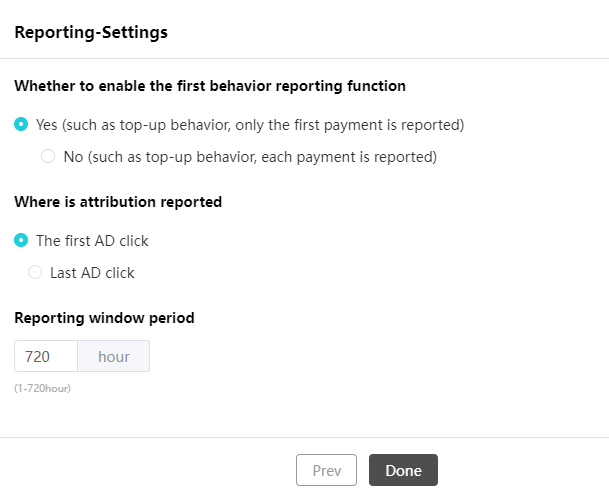 Reporting-Settings
Whether to enable the first behavior reporting function
Yes (such as top-up behavior, only the first payment is reported)
No (such as top-up behavior, each payment is reported)
Where is attribution reported
The first AD click
Last AD click
Reporting window period
720 hour
(1-720hour)
Prev Done